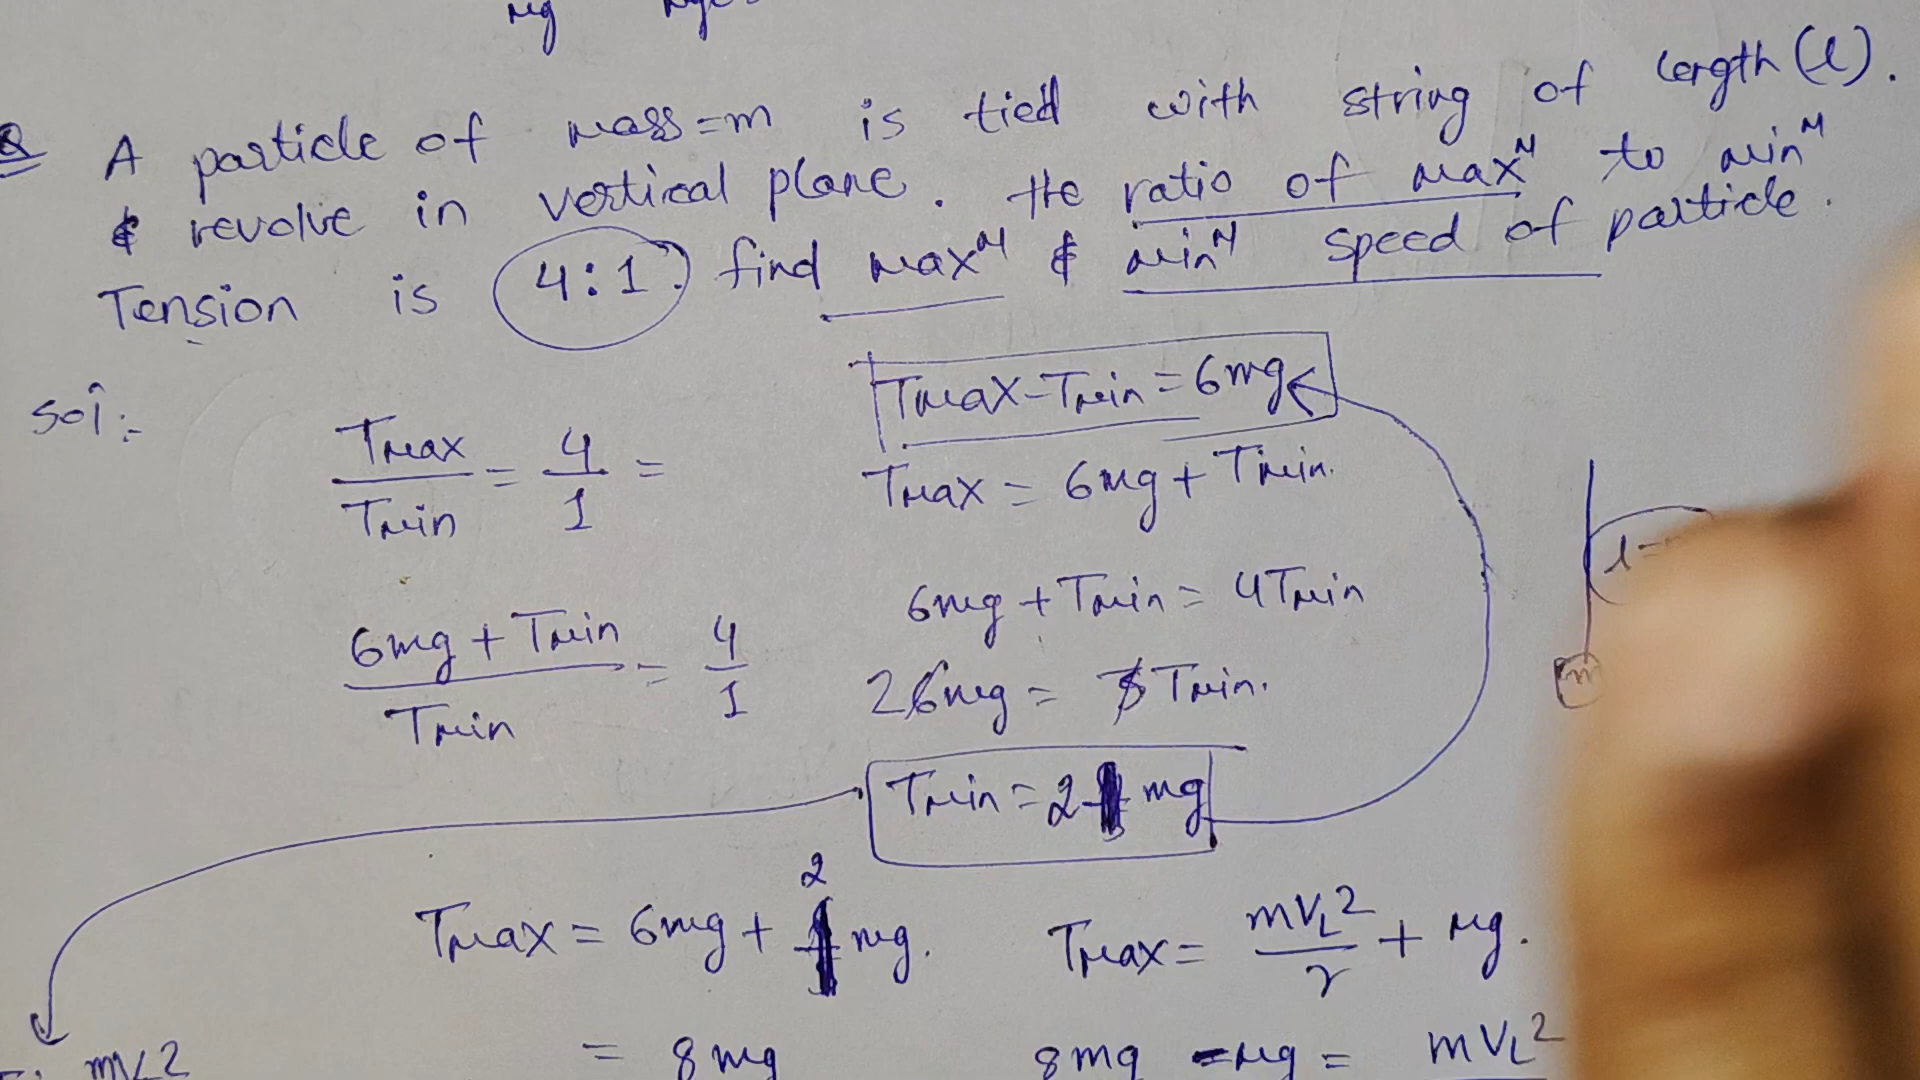 mg
Q A particle of mass=m is tied with string of length (l).
& revolve in vertical plane. the ratio of maxᵐ to minᵐ
Tension is 4:1. find maxᵐ & minᵐ speed of particle.
Sol:-
Tmax/Tmin = 4/1 =
Tmax-Tmin = 6mg
Tmax = 6mg + Tmin.
(6mg + Tmin)/Tmin = 4/1
6mg + Tmin = 4Tmin
26mg = 3Tmin.
Tmin = 2 mg
m
Tmax = 6mg + 2 mg.
Tmax = mVL²/r + mg.
= 8mg
8mg - mg = mVL²